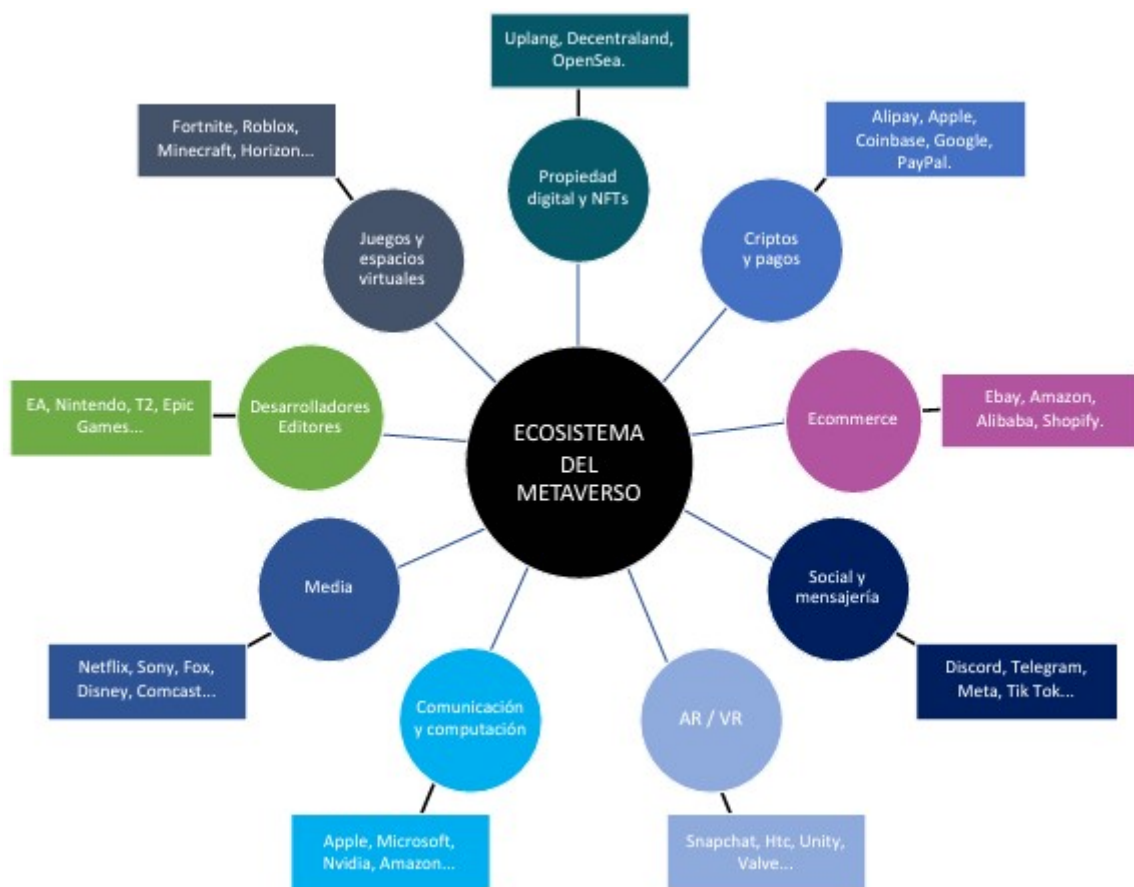 Uplang, Decentraland,
OpenSea.
Propiedad
digital y NFTs
Alipay, Apple,
Coinbase, Google,
PayPal.
Criptos
y pagos
Ebay, Amazon,
Alibaba, Shopify.
Ecommerce
Social y
mensajería
Discord, Telegram,
Meta, Tik Tok...
AR / VR
Snapchat, Htc, Unity,
Valve...
Comunicación
y computación
Apple, Microsoft,
Nvidia, Amazon...
Media
Netflix, Sony, Fox,
Disney, Comcast...
Desarrolladores
Editores
EA, Nintendo, T2, Epic
Games...
Juegos y
espacios
virtuales
Fortnite, Roblox,
Minecraft, Horizon...
ECOSISTEMA
DEL
METAVERSO